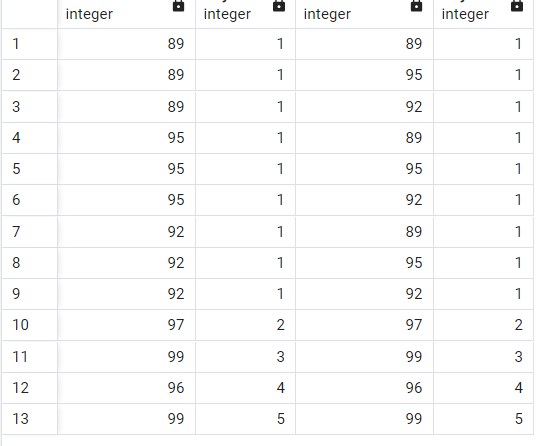 integer integer integer integer
1 89 1 89 1
2 89 1 95 1
3 89 1 92 1
4 95 1 89 1
5 95 1 95 1
6 95 1 92 1
7 92 1 89 1
8 92 1 95 1
9 92 1 92 1
10 97 2 97 2
11 99 3 99 3
12 96 4 96 4
13 99 5 99 5